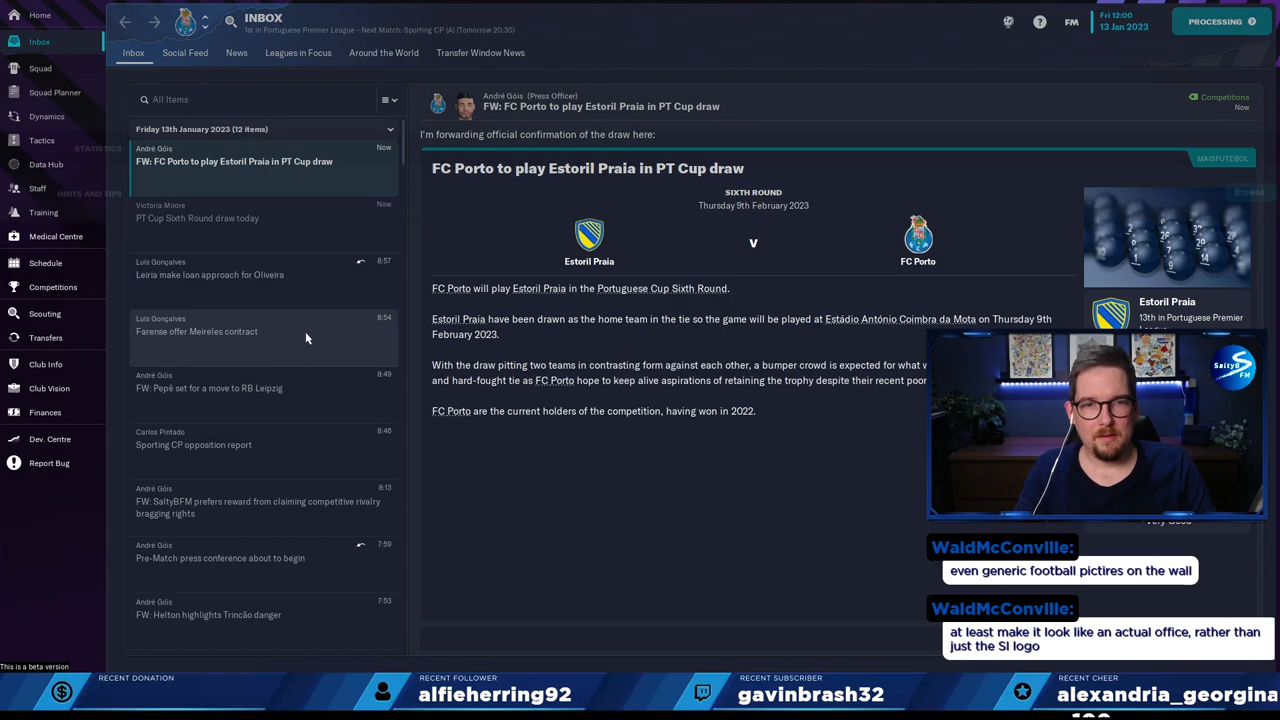 Home
Inbox
Squad
Squad Planner
Dynamics
Tactics
Data Hub
Staff
Training
Medical Centre
Schedule
Competitions
Scouting
Transfers
Club Info
Club Vision
Finances
Dev. Centre
Report Bug
STATISTICS
HINTS AND TIPS
This is a beta version
INBOX
1st in Portuguese Premier League - Next Match: Sporting CP (A) (Tomorrow 20:30)
FM
Fri 12:00
13 Jan 2023
PROCESSING
Inbox
Social Feed
News
Leagues in Focus
Around the World
Transfer Window News
All Items
Friday 13th January 2023 (12 items)
André Góis Now
FW: FC Porto to play Estoril Praia in PT Cup draw
Victoria Moore Now
PT Cup Sixth Round draw today
Luís Gonçalves 8:57
Leiria make loan approach for Oliveira
Luís Gonçalves 8:54
Farense offer Meireles contract
André Góis 8:49
FW: Pepê set for a move to RB Leipzig
Carlos Pintado 8:46
Sporting CP opposition report
André Góis 8:13
FW: SaltyBFM prefers reward from claiming competitive rivalry
bragging rights
André Góis 7:59
Pre-Match press conference about to begin
André Góis 7:53
FW: Helton highlights Trincão danger
André Góis (Press Officer)
FW: FC Porto to play Estoril Praia in PT Cup draw
Competitions
Now
I'm forwarding official confirmation of the draw here:
MAISFUTEBOL
FC Porto to play Estoril Praia in PT Cup draw
Browse
SIXTH ROUND
Thursday 9th February 2023
Estoril Praia
v
FC Porto
FC Porto will play Estoril Praia in the Portuguese Cup Sixth Round.
Estoril Praia have been drawn as the home team in the tie so the game will be played at Estádio António Coimbra da Mota on Thursday 9th
February 2023.
With the draw pitting two teams in contrasting form against each other, a bumper crowd is expected for what
and hard-fought tie as FC Porto hope to keep alive aspirations of retaining the trophy despite their recent poor
FC Porto are the current holders of the competition, having won in 2022.
Estoril Praia
13th in Portuguese Premier
League
Very Good
SaltyB
FM
WaldMcConville:
even generic football pictires on the wall
WaldMcConville:
at least make it look like an actual office, rather than
just the SI logo
RECENT DONATION
RECENT FOLLOWER
alfieherring92
RECENT SUBSCRIBER
gavinbrash32
RECENT CHEER
alexandria_georgina